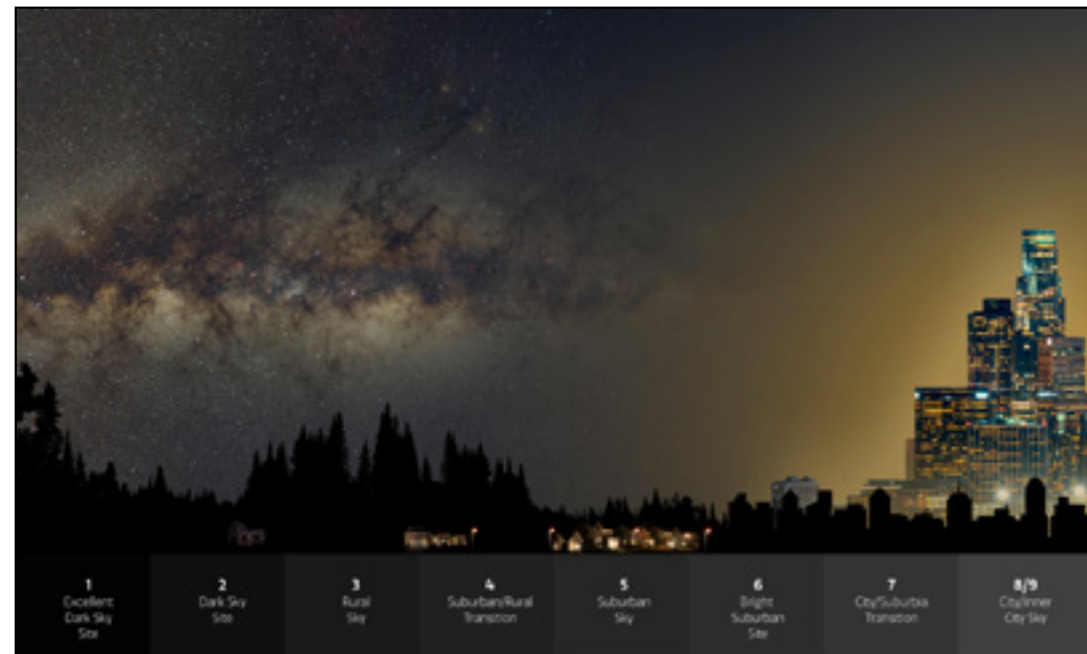 1
Excellent
Dark Sky
Site
2
Dark Sky
Site
3
Rural
Sky
4
Suburban/Rural
Transition
5
Suburban
Sky
6
Bright
Suburban
Site
7
City/Suburbia
Transition
8/9
City/Inner
City Sky